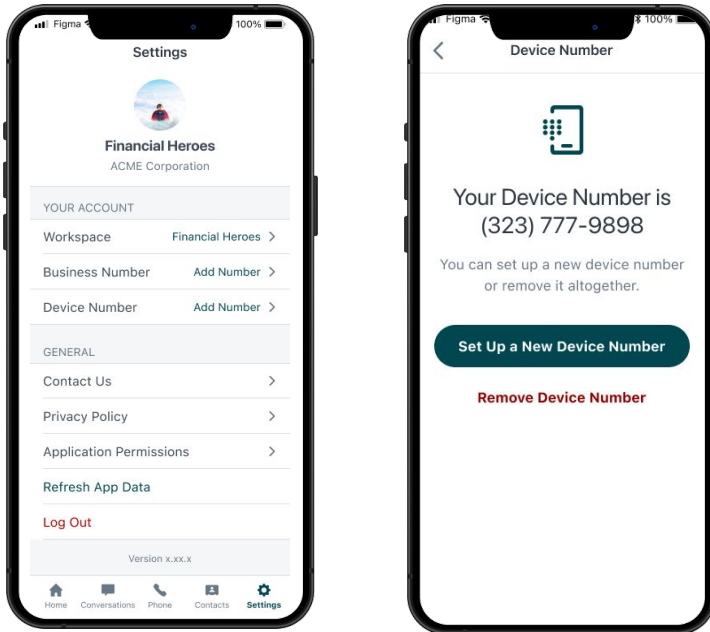 Figma
100%
Settings
Financial Heroes
ACME Corporation
YOUR ACCOUNT
Workspace Financial Heroes
Business Number Add Number
Device Number Add Number
GENERAL
Contact Us
Privacy Policy
Application Permissions
Refresh App Data
Log Out
Version x.xx.x
Home Conversations Phone Contacts Settings
Figma
100%
Device Number
Your Device Number is
(323) 777-9898
You can set up a new device number
or remove it altogether.
Set Up a New Device Number
Remove Device Number